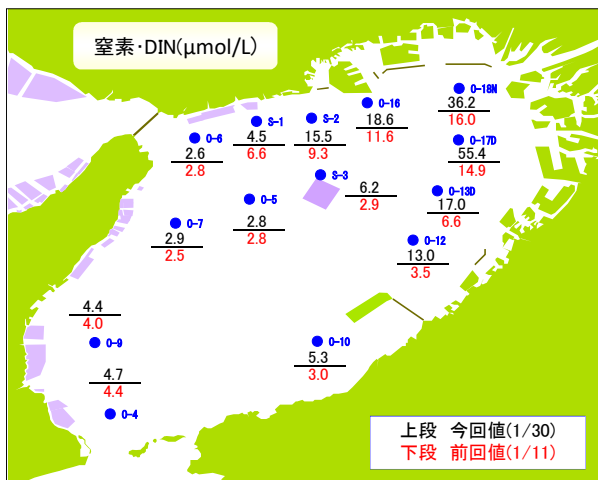 窒素・DIN(μmol/L)
O-18N
36.2
16.0
O-16
18.6
11.6
S-2
15.5
9.3
S-1
4.5
6.6
O-6
2.6
2.8
O-17D
55.4
14.9
S-3
6.2
2.9
O-13D
17.0
6.6
O-5
2.8
2.8
O-7
2.9
2.5
O-12
13.0
3.5
4.4
4.0
O-9
O-10
5.3
3.0
4.7
4.4
O-4
上段 今回値(1/30)
下段 前回値(1/11)